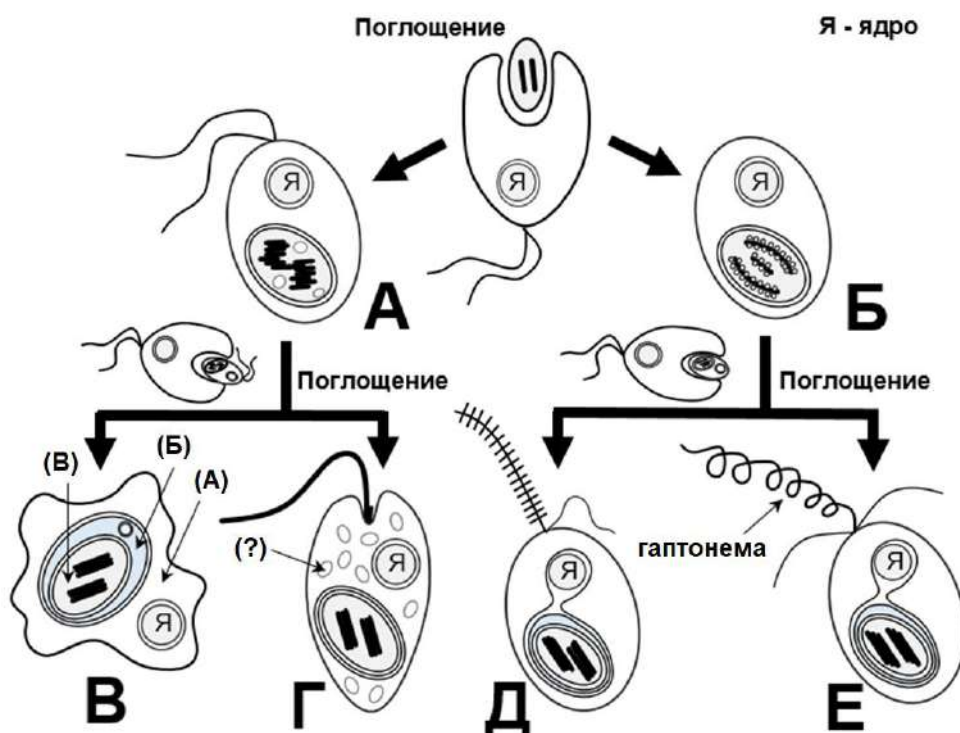 Поглощение
Я - ядро
Я
Я
Я
А
Б
Поглощение
Поглощение
(В)
(Б)
(А)
(?)
гаптонема
Я
Я
Я
Я
В
Г
Д
Е